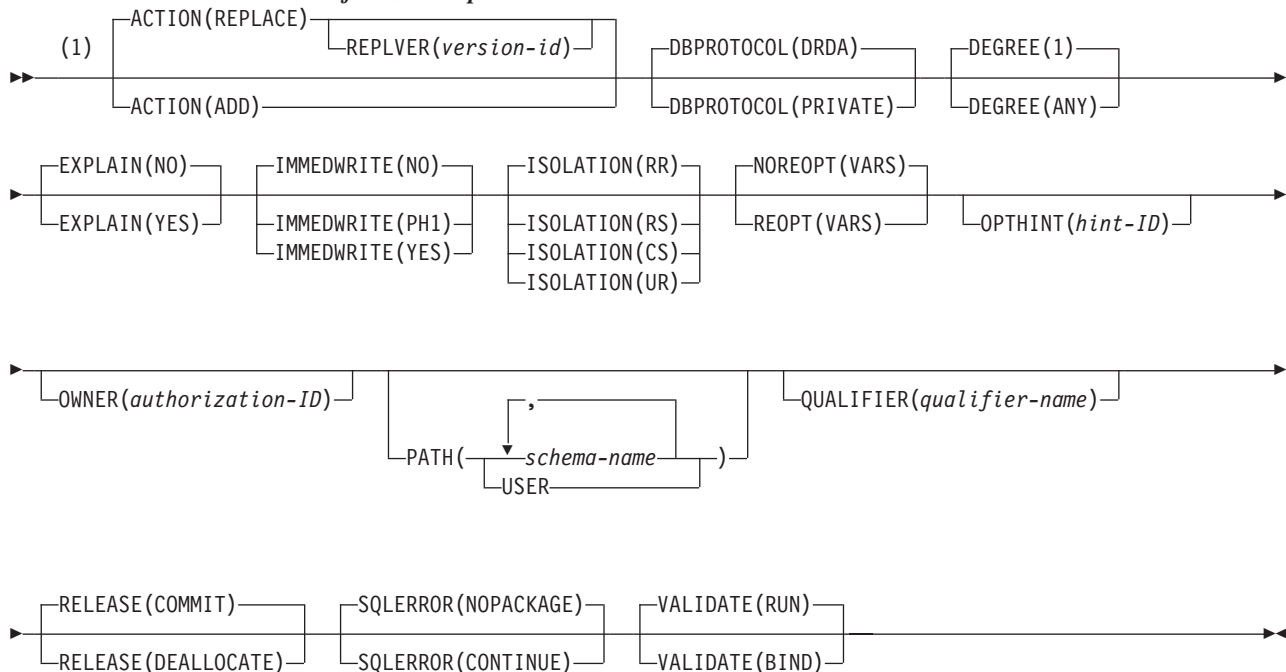 ACTION(REPLACE)
(1) REPLVER(version-id) DBPROTOCOL(DRDA) DEGREE(1)
ACTION(ADD) DBPROTOCOL(PRIVATE) DEGREE(ANY)
EXPLAIN(NO) IMMEDWRITE(NO) ISOLATION(RR) NOREOPT(VARS)
EXPLAIN(YES) IMMEDWRITE(PH1) ISOLATION(RS) REOPT(VARS) OPTHINT(hint-ID)
IMMEDWRITE(YES) ISOLATION(CS)
ISOLATION(UR)
OWNER(authorization-ID) , QUALIFIER(qualifier-name)
PATH( schema-name )
USER
RELEASE(COMMIT) SQLERROR(NOPACKAGE) VALIDATE(RUN)
RELEASE(DEALLOCATE) SQLERROR(CONTINUE) VALIDATE(BIND)